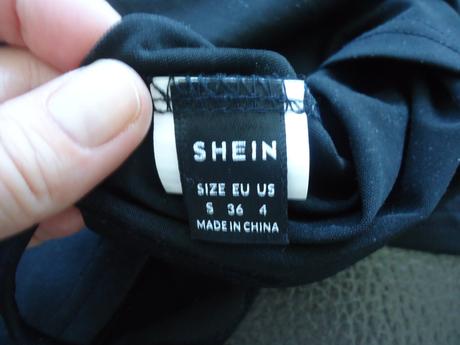 SHEIN
SIZE EU US
S 36 4
MADE IN CHINA